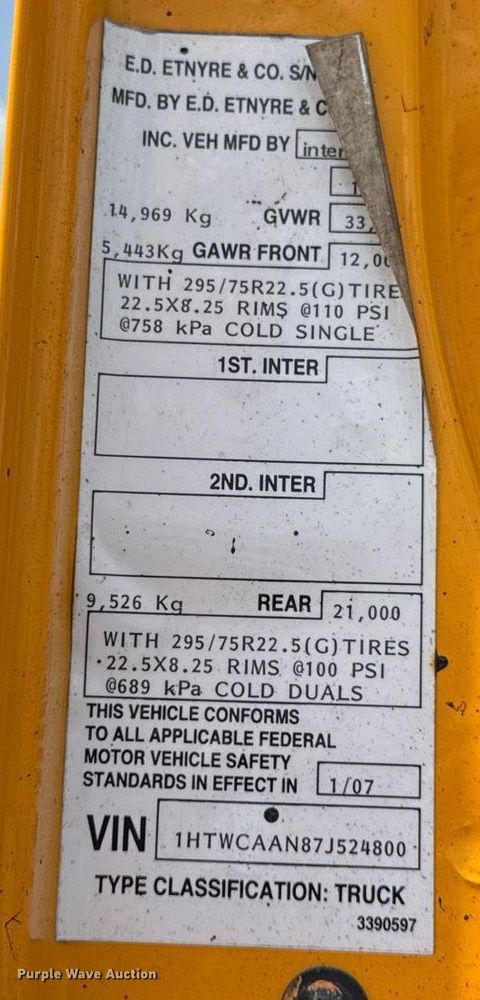 E.D. ETNYRE & CO. S/N
MFD. BY E.D. ETNYRE & C
INC. VEH MFD BY inter
1
14,969 Kg GVWR 33,
5,443Kg GAWR FRONT 12,00
WITH 295/75R22.5(G)TIRE
22.5X8.25 RIMS @110 PSI
@758 kPa COLD SINGLE
1ST. INTER
2ND. INTER
9,526 Kg REAR 21,000
WITH 295/75R22.5(G)TIRES
22.5X8.25 RIMS @100 PSI
@689 kPa COLD DUALS
THIS VEHICLE CONFORMS
TO ALL APPLICABLE FEDERAL
MOTOR VEHICLE SAFETY
STANDARDS IN EFFECT IN 1/07
VIN 1HTWCAAN87J524800
TYPE CLASSIFICATION: TRUCK
3390597
Purple Wave Auction